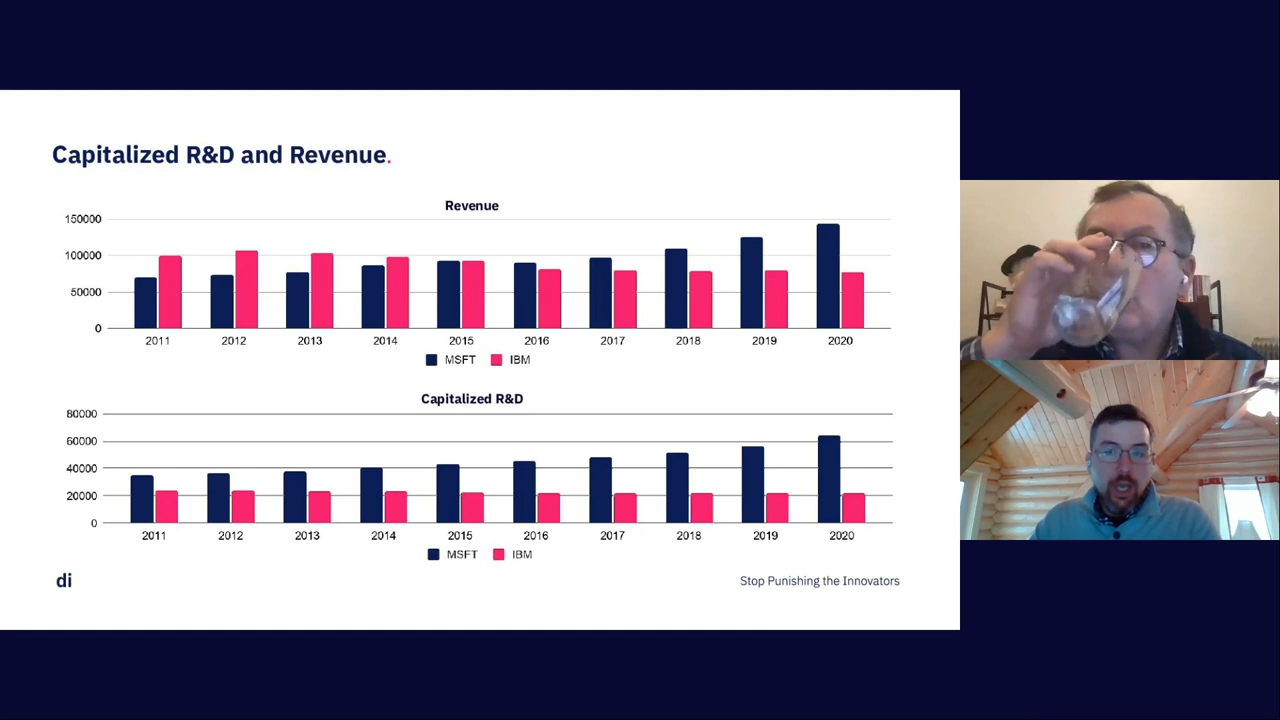 Capitalized R&D and Revenue.
Revenue
150000
100000
50000
0
2011 2012 2013 2014 2015 2016 2017 2018 2019 2020
MSFT IBM
Capitalized R&D
80000
60000
40000
20000
0
2011 2012 2013 2014 2015 2016 2017 2018 2019 2020
MSFT IBM
di
Stop Punishing the Innovators